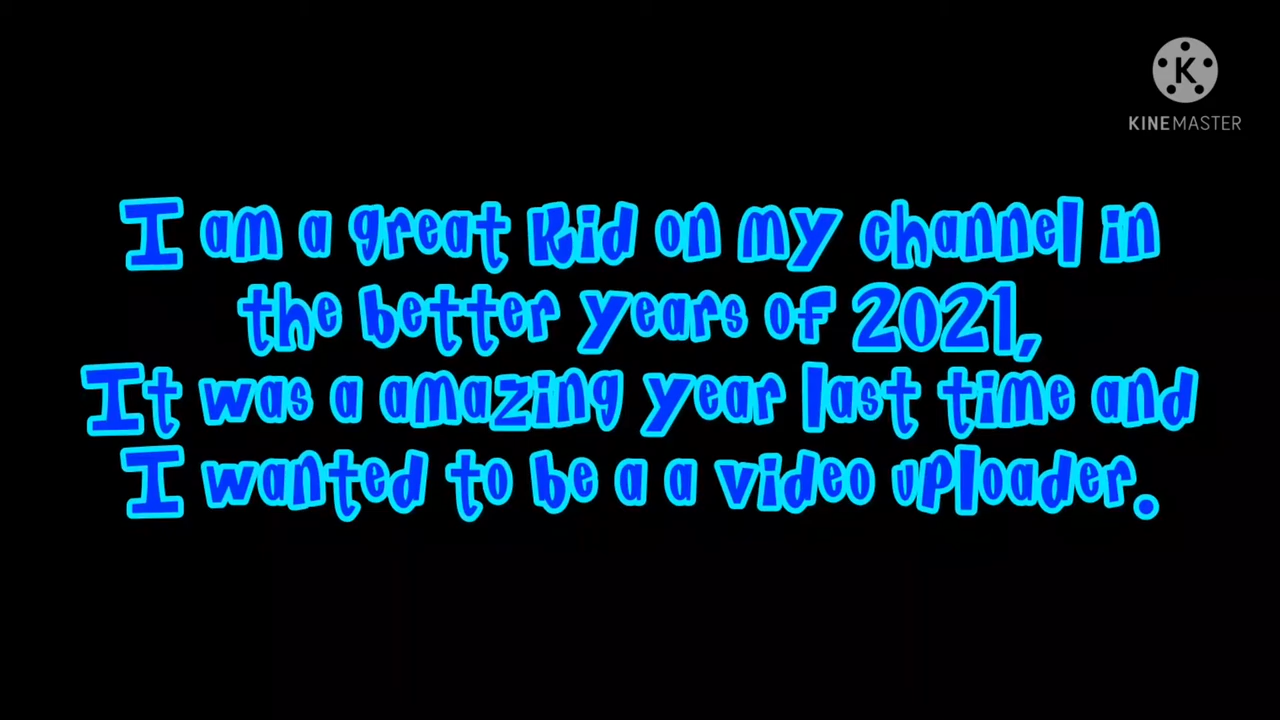 K
KINEMASTER
I am a great Kid on my channel in
the better years of 2021,
It was a amazing year last time and
I wanted to be a a video uploader.